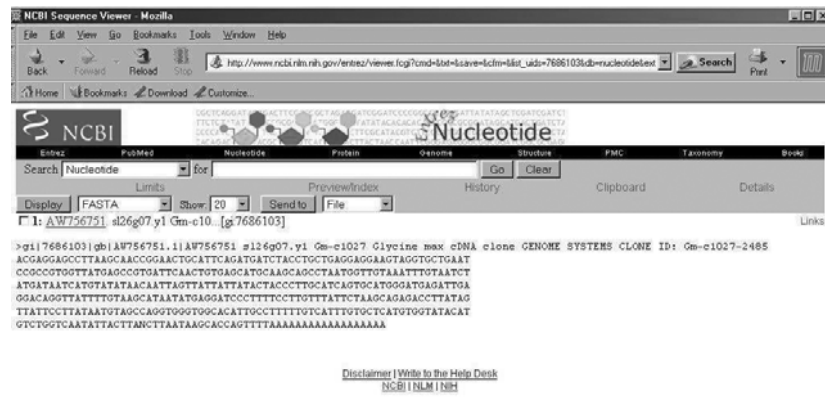 NCBI Sequence Viewer - Mozilla
File Edit View Go Bookmarks Tools Window Help
Back Forward Reload Stop http://www.ncbi.nlm.nih.gov/entrez/viewer.fcgi?cmd=&txt=&save=&cfm=&list_uids=7686103&db=nucleotide&ext Search Print
Home Bookmarks Download Customize...
NCBI Nucleotide
Entrez PubMed Nucleotide Protein Genome Structure PMC Taxonomy Books
Search Nucleotide for Go Clear
Limits Preview/Index History Clipboard Details
Display FASTA Show: 20 Send to File
1: AW756751. sl26g07.y1 Gm-c10...[gi:7686103] Links
>gi|7686103|gb|AW756751.1|AW756751 sl26g07.y1 Gm-c1027 Glycine max cDNA clone GENOME SYSTEMS CLONE ID: Gm-c1027-2485
ACGAGGAGCCTTAAGCAACCGGAACTGCATTCAGATGATCTACCTGCTGAGGAGGAAGTAGGTGCTGAAT
CCGCCGTGGTTATGAGCCGTGATTCAACTGTGAGCATGCAAGCAGCCTAATGGTTGTAAATTTGTAATCT
ATGATAATCATGTATATAACAATTAGTTATTATTATACTACCCTTGCATCAGTGCATGGGATGAGATTGA
GGACAGGTTATTTTGTAAGCATAATATGAGGATCCCTTTTCCTTGTTTATTCTAAGCAGAGACCTTATAG
TTATTCCTTATAATGTAGCCAGGTGGGTGGCACATTGCCTTTTTGTCATTTGTGCTCATGTGGTATACAT
GTCTGGTCAATATTACTTANCTTAATAAGCACCAGTTTTAAAAAAAAAAAAAAAAAA
Disclaimer | Write to the Help Desk
NCBI | NLM | NIH